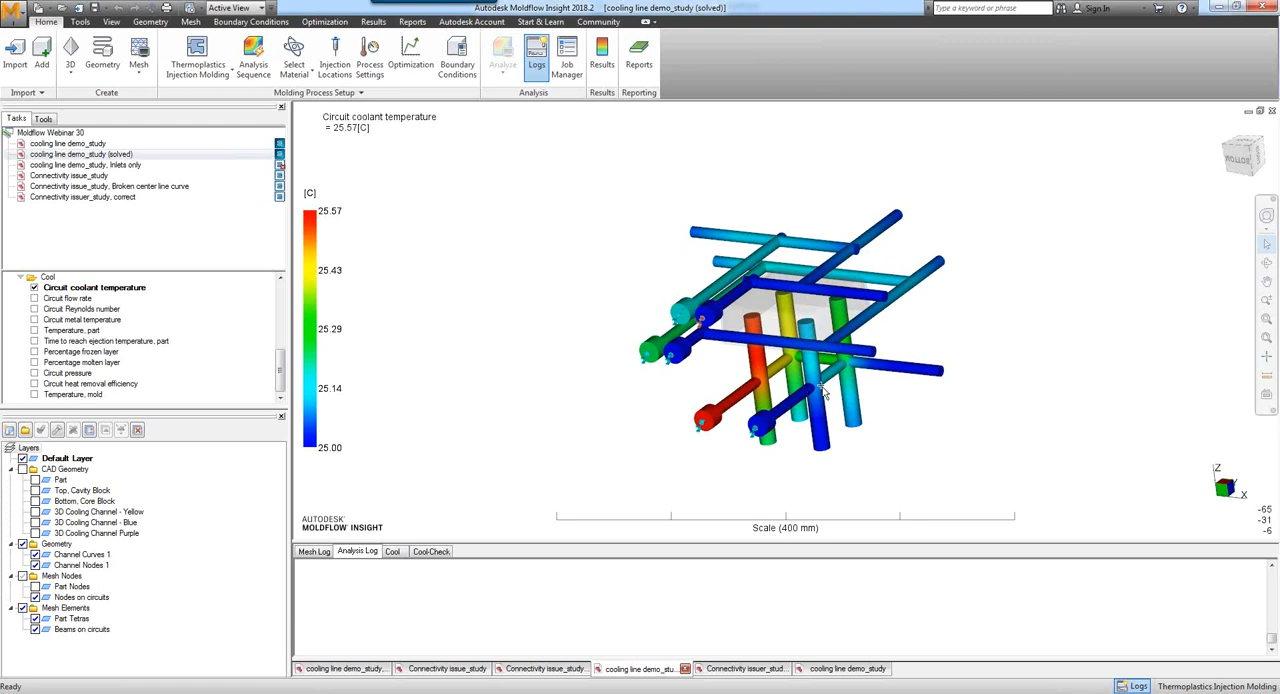 Active View
Autodesk Moldflow Insight 2018.2 [cooling line demo_study (solved)]
Type a keyword or phrase
Sign In
Home Tools View Geometry Mesh Boundary Conditions Optimization Results Reports Autodesk Account Start & Learn Community
Import
Add
3D
Geometry
Mesh
Thermoplastics
Injection Molding
Analysis
Sequence
Select
Material
Injection
Locations
Process
Settings
Optimization
Boundary
Conditions
Analyze
Logs
Job
Manager
Results
Reports
Import
Create
Molding Process Setup
Analysis
Results
Reporting
Tasks
Tools
Moldflow Webinar 30
cooling line demo_study
cooling line demo_study (solved)
cooling line demo_study, Inlets only
Connectivity issue_study
Connectivity issue_study, Broken center line curve
Connectivity issuer_study, correct
Cool
Circuit coolant temperature
Circuit flow rate
Circuit Reynolds number
Circuit metal temperature
Temperature, part
Time to reach ejection temperature, part
Percentage frozen layer
Percentage molten layer
Circuit pressure
Circuit heat removal efficiency
Temperature, mold
Layers
Default Layer
CAD Geometry
Part
Top, Cavity Block
Bottom, Core Block
3D Cooling Channel - Yellow
3D Cooling Channel - Blue
3D Cooling Channel Purple
Geometry
Channel Curves 1
Channel Nodes 1
Mesh Nodes
Part Nodes
Nodes on circuits
Mesh Elements
Part Tetras
Beams on circuits
Circuit coolant temperature
= 25.57[C]
[C]
25.57
25.43
25.29
25.14
25.00
BOTTOM
Z
X
-65
-31
-6
AUTODESK
MOLDFLOW INSIGHT
Scale (400 mm)
Mesh Log
Analysis Log
Cool
Cool-Check
cooling line demo_study,...
Connectivity issue_study
Connectivity issue_study...
cooling line demo_stu...
Connectivity issuer_stud...
cooling line demo_study
Ready
Logs
Thermoplastics Injection Molding